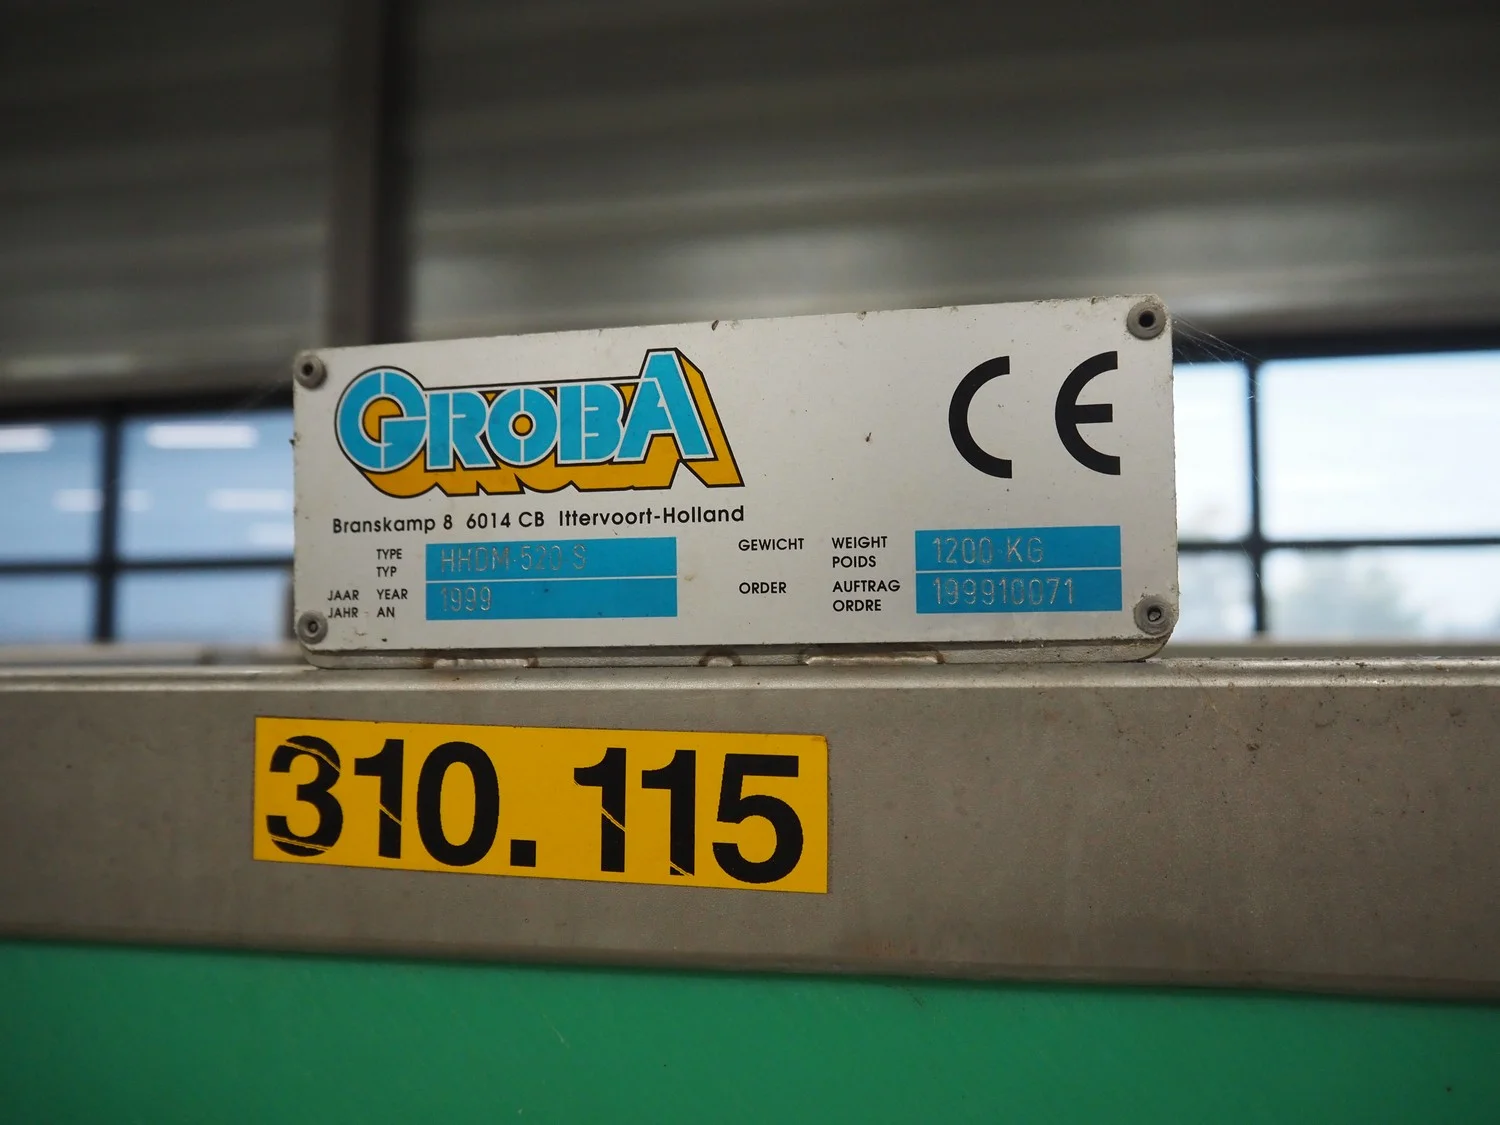 GROBA
CE
Branskamp 8 6014 CB Ittervoort-Holland
TYPE HHDM-520-S
TYP
JAAR YEAR 1999
JAHR AN
GEWICHT WEIGHT 1200-KG
POIDS
ORDER AUFTRAG 199910071
ORDRE
310.115